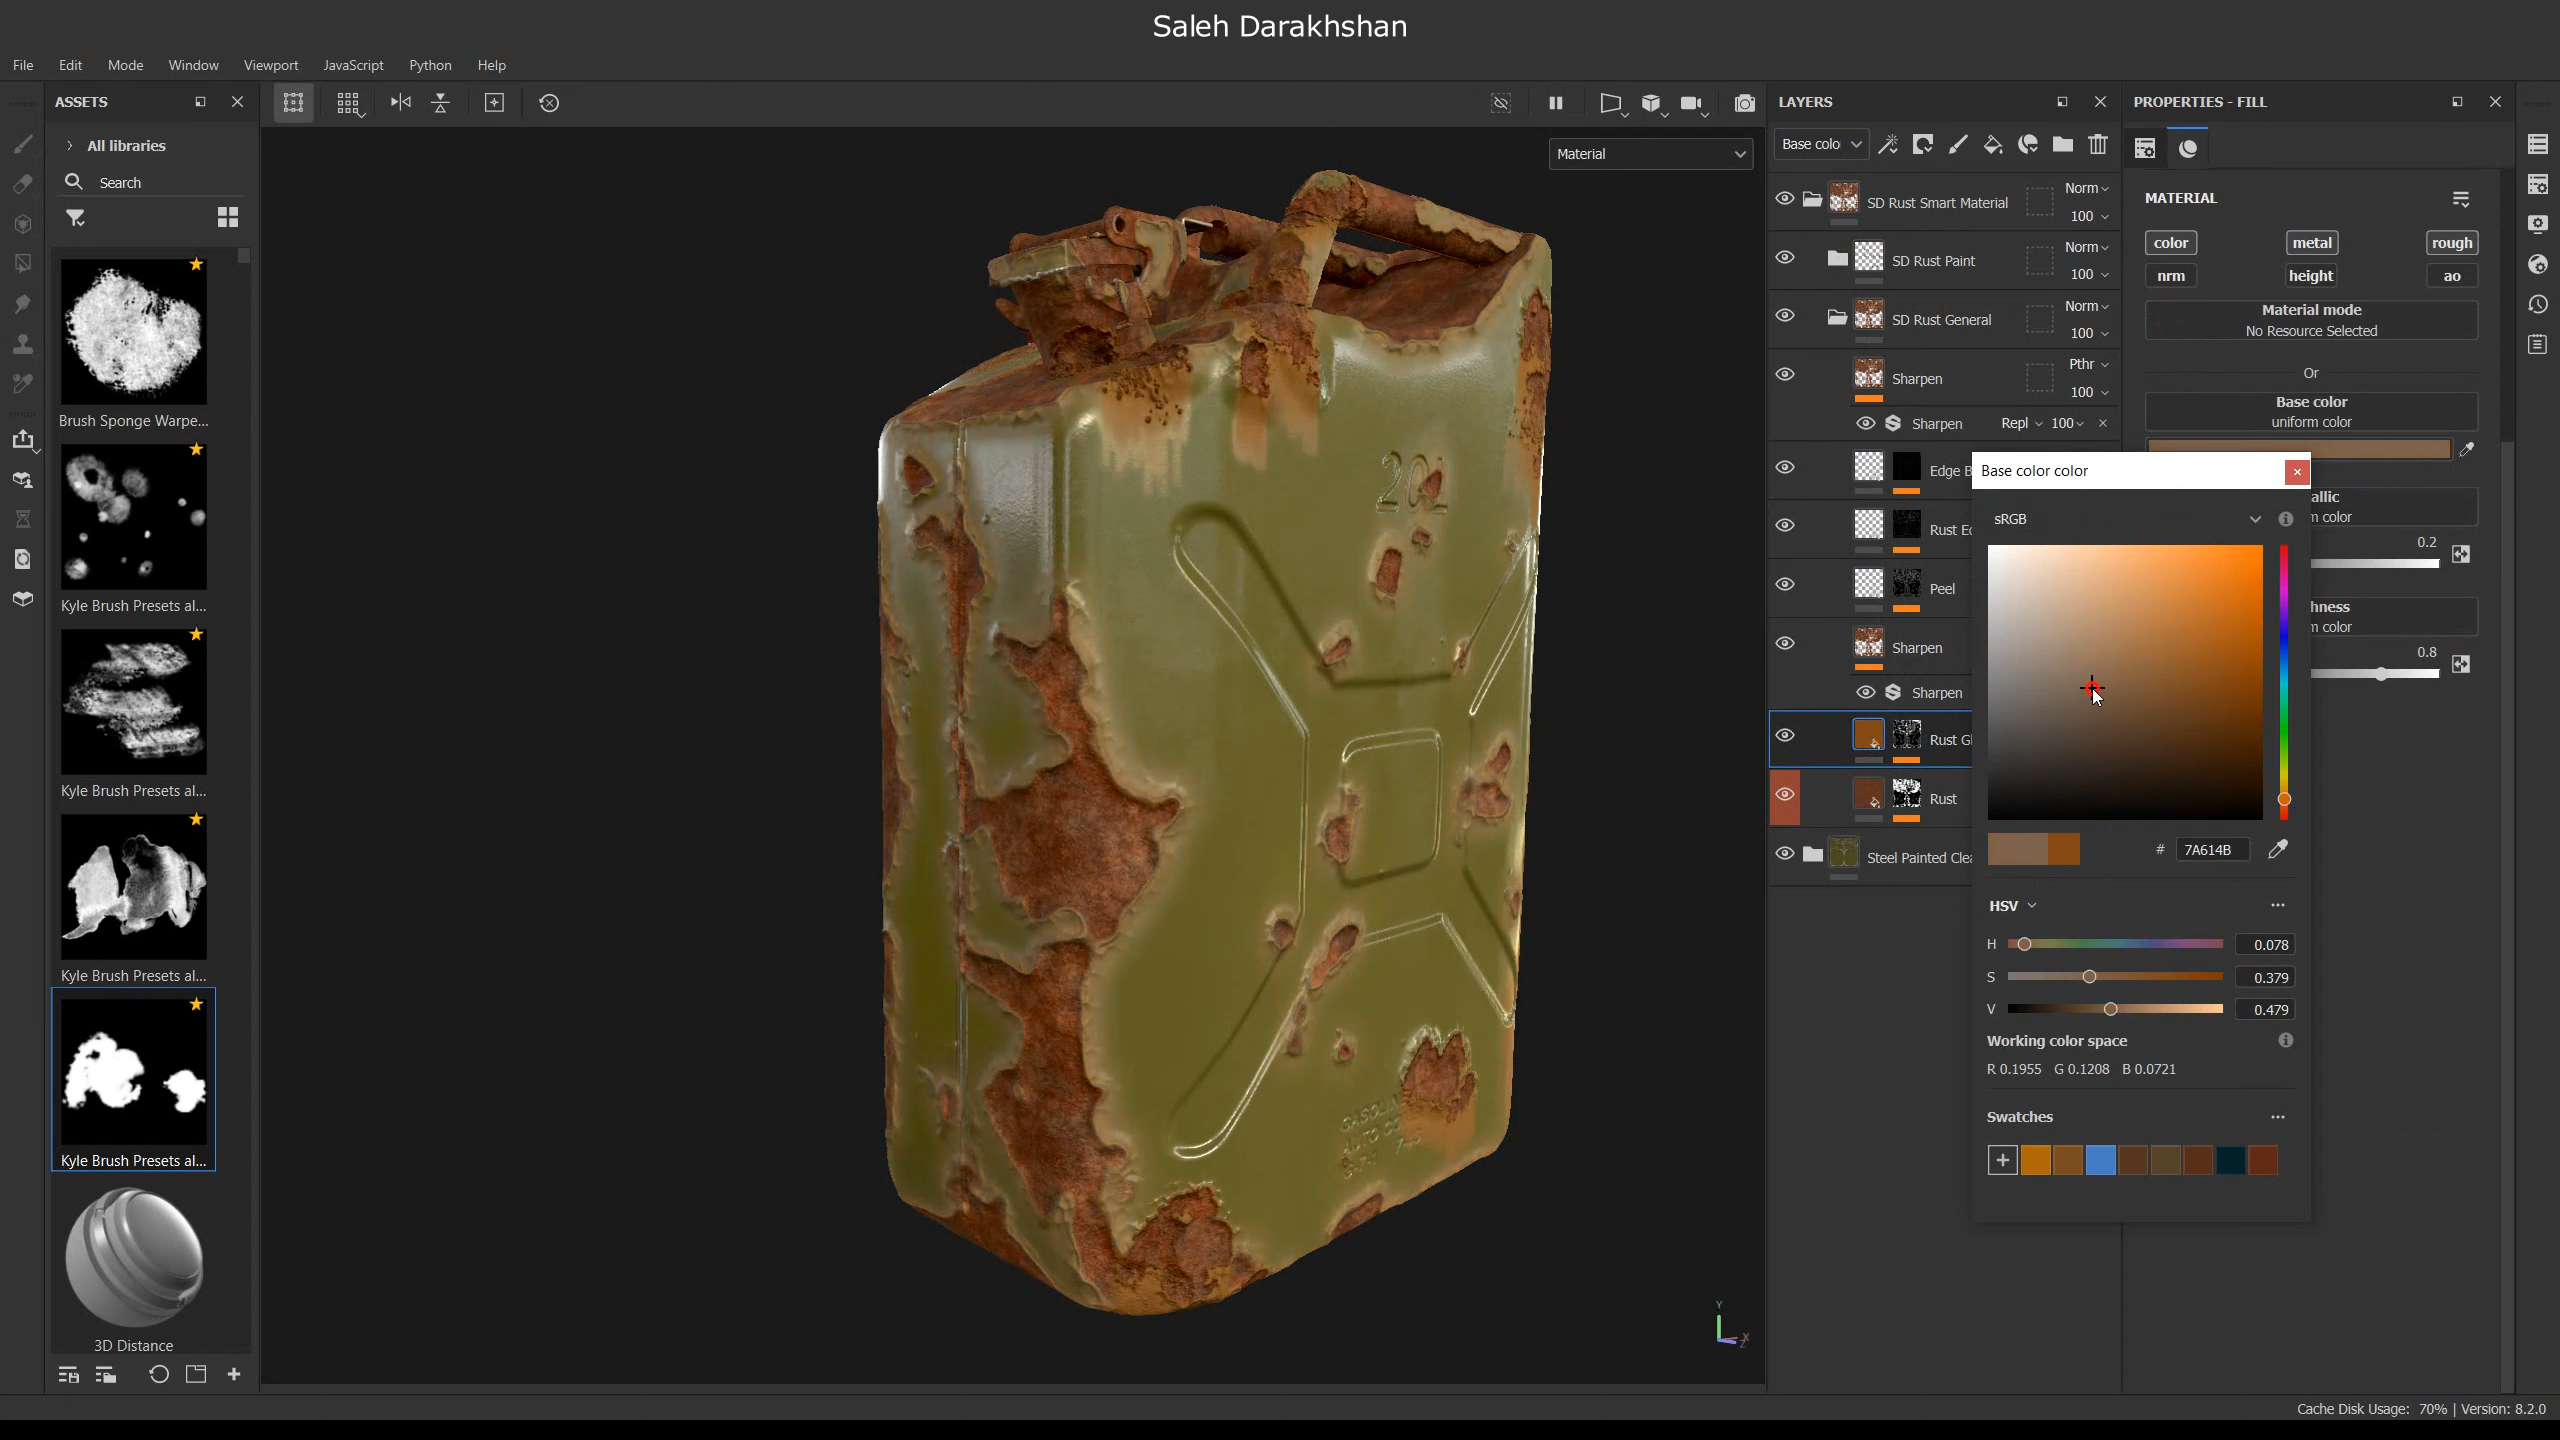 Saleh Darakhshan
File Edit Mode Window Viewport JavaScript Python Help
ASSETS
All libraries
Search
Brush Sponge Warpe...
Kyle Brush Presets al...
Kyle Brush Presets al...
Kyle Brush Presets al...
Kyle Brush Presets al...
3D Distance
Material
20L
GASOLIN
AUTO CO
Y
X
Z
LAYERS
Base colo
SD Rust Smart Material
Norm
100
SD Rust Paint
Norm
100
SD Rust General
Norm
100
Sharpen
Pthr
100
Sharpen Repl 100
Edge B
Rust Ed
Peel
Sharpen
Sharpen
Rust Gl
Rust
Steel Painted Clea
PROPERTIES - FILL
MATERIAL
color metal rough
nrm height ao
Material mode
No Resource Selected
Or
Base color
uniform color
allic
m color
0.2
hness
m color
0.8
Base color color
sRGB
# 7A614B
HSV
H 0.078
S 0.379
V 0.479
Working color space
R 0.1955 G 0.1208 B 0.0721
Swatches
Cache Disk Usage: 70% | Version: 8.2.0